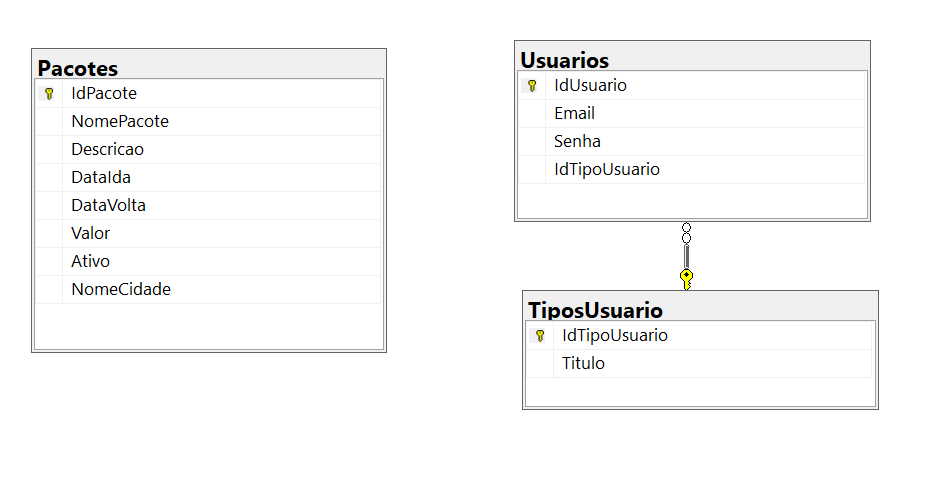 Pacotes
IdPacote
NomePacote
Descricao
DataIda
DataVolta
Valor
Ativo
NomeCidade
Usuarios
IdUsuario
Email
Senha
IdTipoUsuario
TiposUsuario
IdTipoUsuario
Titulo